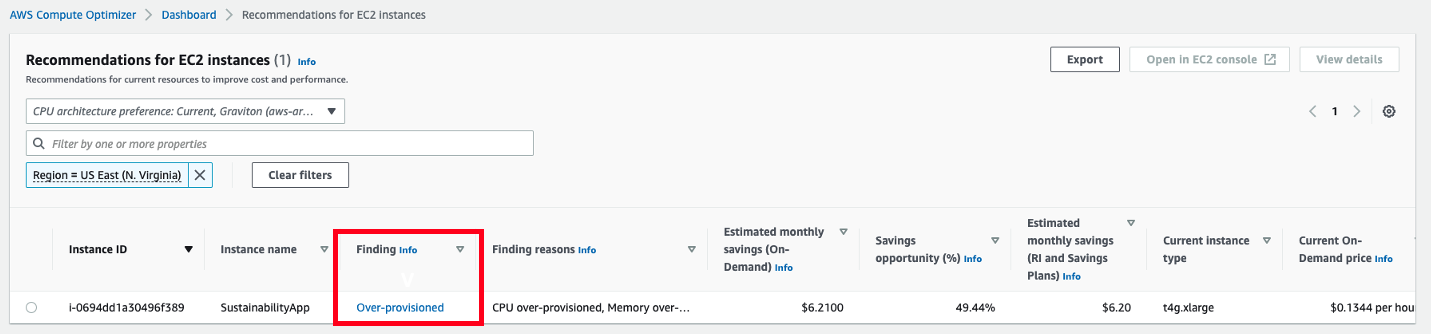 AWS Compute Optimizer > Dashboard > Recommendations for EC2 instances
Recommendations for EC2 instances (1) Info
Recommendations for current resources to improve cost and performance.
Export
Open in EC2 console
View details
CPU architecture preference: Current, Graviton (aws-ar...
1
Filter by one or more properties
Region = US East (N. Virginia)
Clear filters
Instance ID
Instance name
Finding Info
Finding reasons Info
Estimated monthly
savings (On-
Demand) Info
Savings
opportunity (%) Info
Estimated
monthly savings
(RI and Savings
Plans) Info
Current instance
type
Current On-
Demand price Info
i-0694dd1a30496f389
SustainabilityApp
Over-provisioned
CPU over-provisioned, Memory over-...
$6.2100
49.44%
$6.20
t4g.xlarge
$0.1344 per